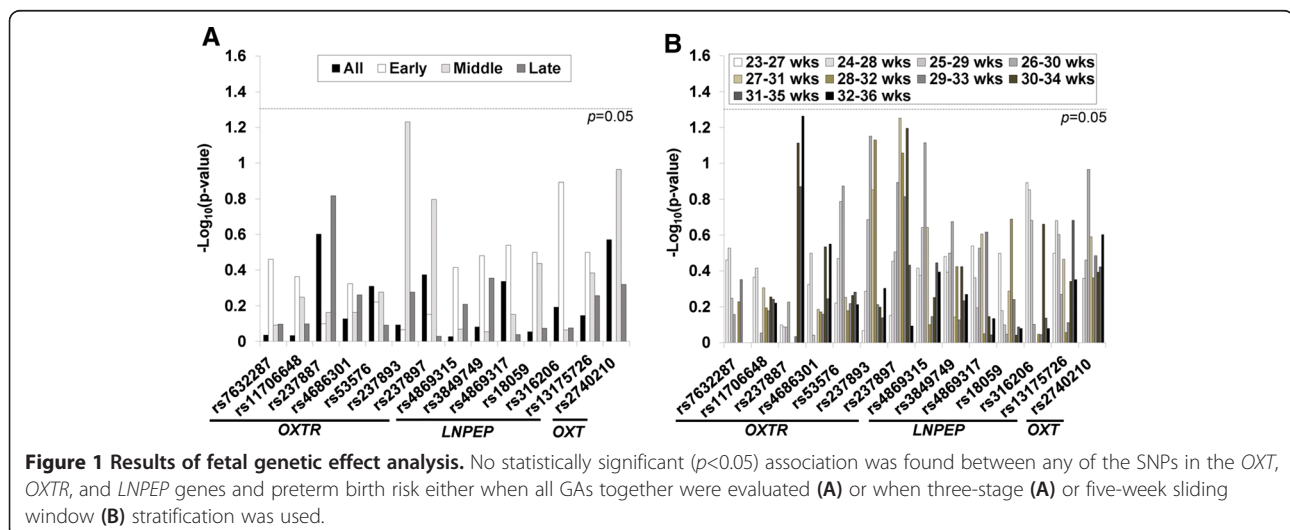 A
1.6
1.4
1.2
1
0.8
0.6
0.4
0.2
0
-Log10(p-value)
All Early Middle Late
p=0.05
rs7632287
rs11706648
rs237887
rs4686301
rs53576
rs237893
rs237897
rs4869315
rs3849749
rs4869317
rs18059
rs316206
rs13175726
rs2740210
OXTR LNPEP OXT
B
1.6
1.4
1.2
1
0.8
0.6
0.4
0.2
0
-Log10(p-value)
23-27 wks 24-28 wks 25-29 wks 26-30 wks
27-31 wks 28-32 wks 29-33 wks 30-34 wks
31-35 wks 32-36 wks
p=0.05
rs7632287
rs11706648
rs237887
rs4686301
rs53576
rs237893
rs237897
rs4869315
rs3849749
rs4869317
rs18059
rs316206
rs13175726
rs2740210
OXTR LNPEP OXT
Figure 1 Results of fetal genetic effect analysis. No statistically significant (p<0.05) association was found between any of the SNPs in the OXT,
OXTR, and LNPEP genes and preterm birth risk either when all GAs together were evaluated (A) or when three-stage (A) or five-week sliding
window (B) stratification was used.